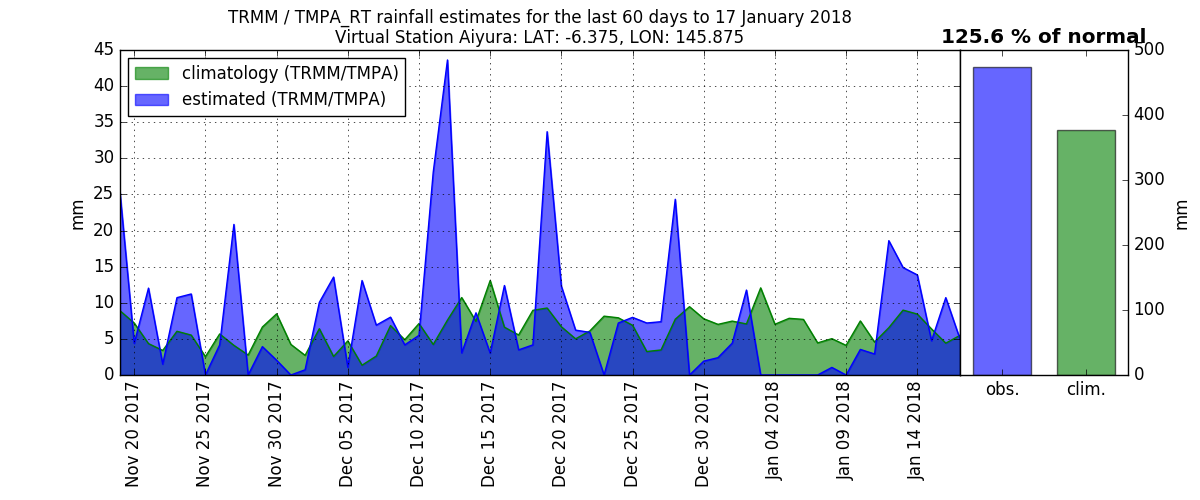 TRMM / TMPA_RT rainfall estimates for the last 60 days to 17 January 2018
Virtual Station Aiyura: LAT: -6.375, LON: 145.875
125.6 % of normal
climatology (TRMM/TMPA)
estimated (TRMM/TMPA)
mm
45
40
35
30
25
20
15
10
5
0
Nov 20 2017
Nov 25 2017
Nov 30 2017
Dec 05 2017
Dec 10 2017
Dec 15 2017
Dec 20 2017
Dec 25 2017
Dec 30 2017
Jan 04 2018
Jan 09 2018
Jan 14 2018
obs.
clim.
500
400
300
200
100
0
mm